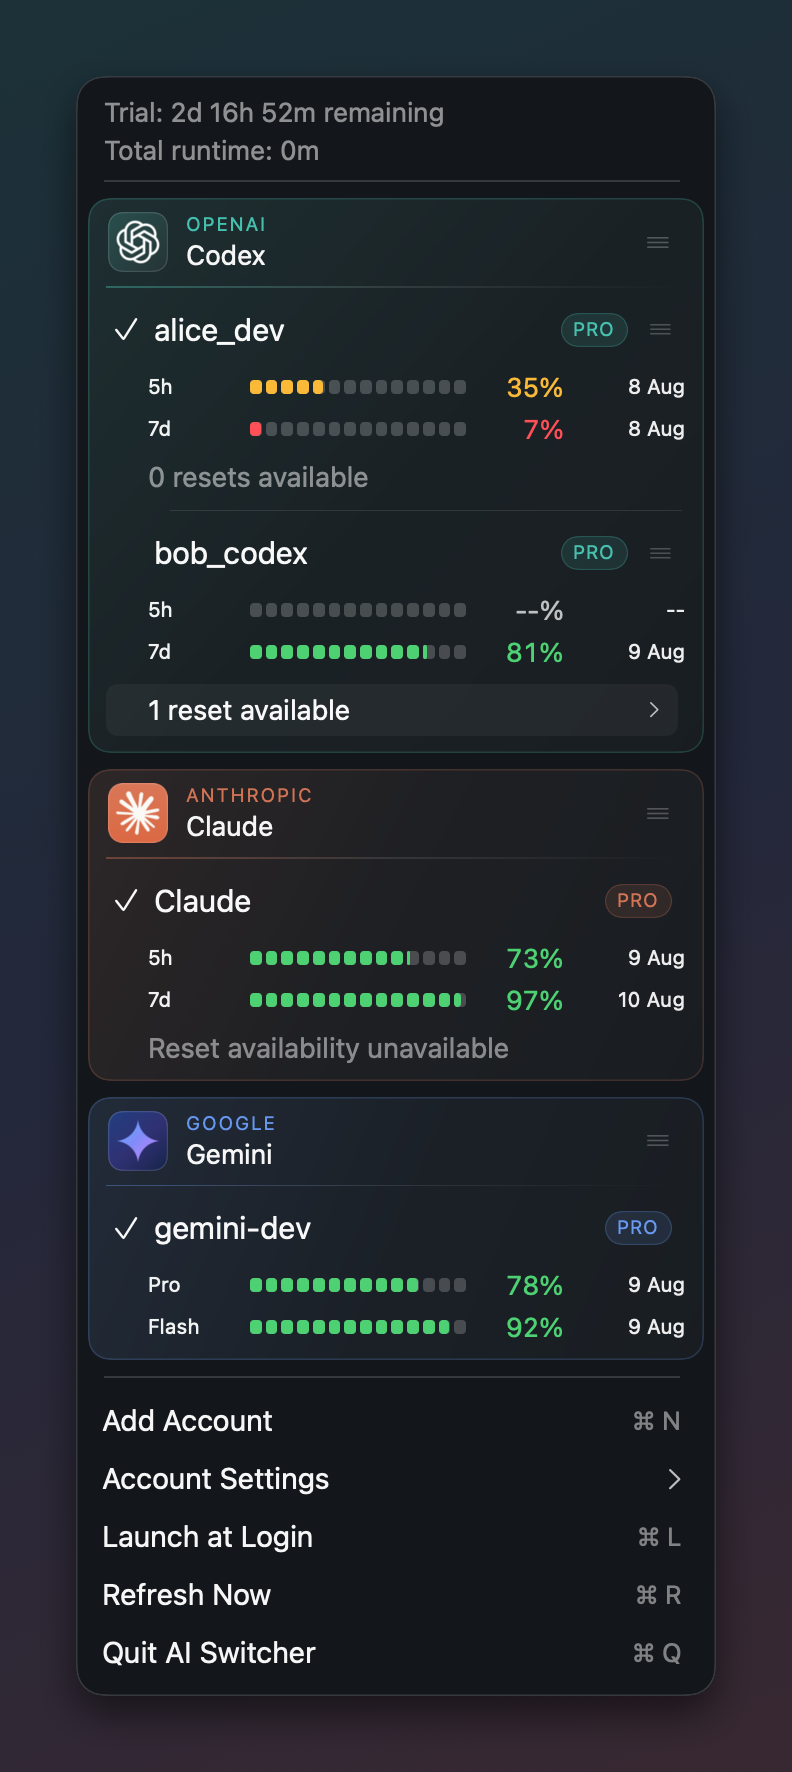 Trial: 2d 16h 52m remaining
Total runtime: 0m
OPENAI
Codex
alice_dev PRO
5h 35% 8 Aug
7d 7% 8 Aug
0 resets available
bob_codex PRO
5h --% --
7d 81% 9 Aug
1 reset available
ANTHROPIC
Claude
Claude PRO
5h 73% 9 Aug
7d 97% 10 Aug
Reset availability unavailable
GOOGLE
Gemini
gemini-dev PRO
Pro 78% 9 Aug
Flash 92% 9 Aug
Add Account ⌘ N
Account Settings
Launch at Login ⌘ L
Refresh Now ⌘ R
Quit AI Switcher ⌘ Q